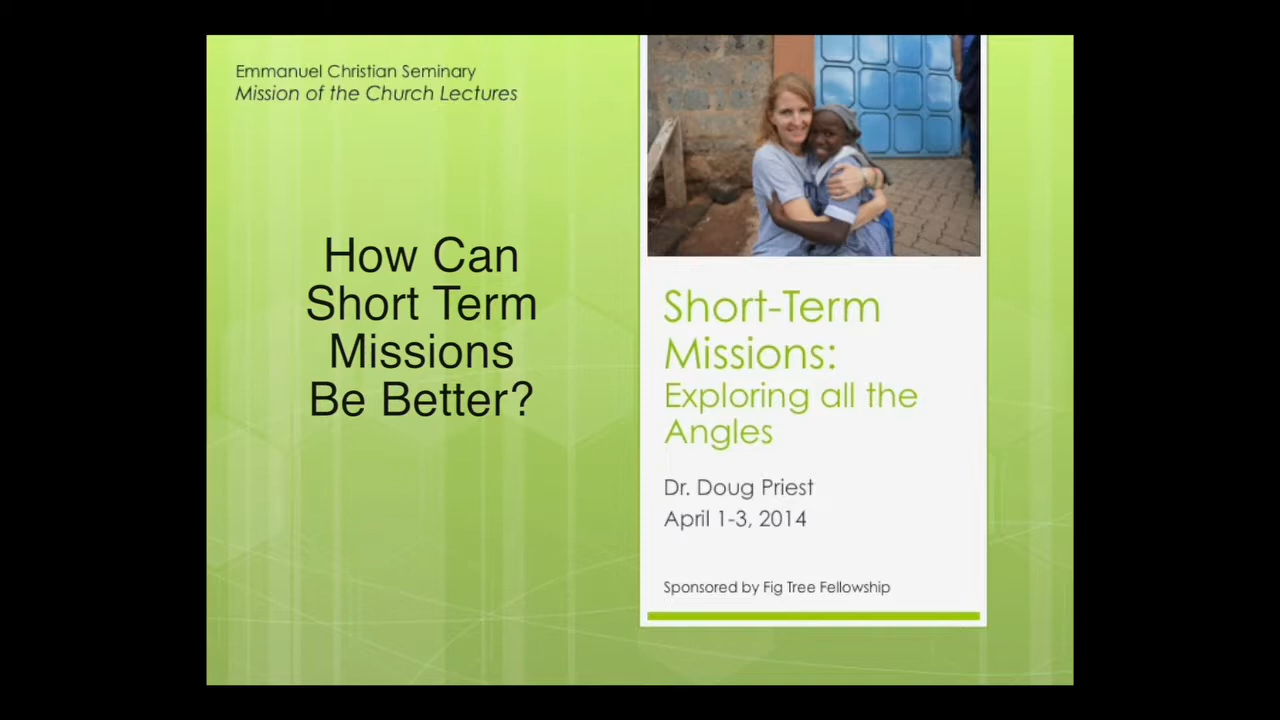 Emmanuel Christian Seminary
Mission of the Church Lectures
How Can
Short Term
Missions
Be Better?
Short-Term
Missions:
Exploring all the
Angles
Dr. Doug Priest
April 1-3, 2014
Sponsored by Fig Tree Fellowship